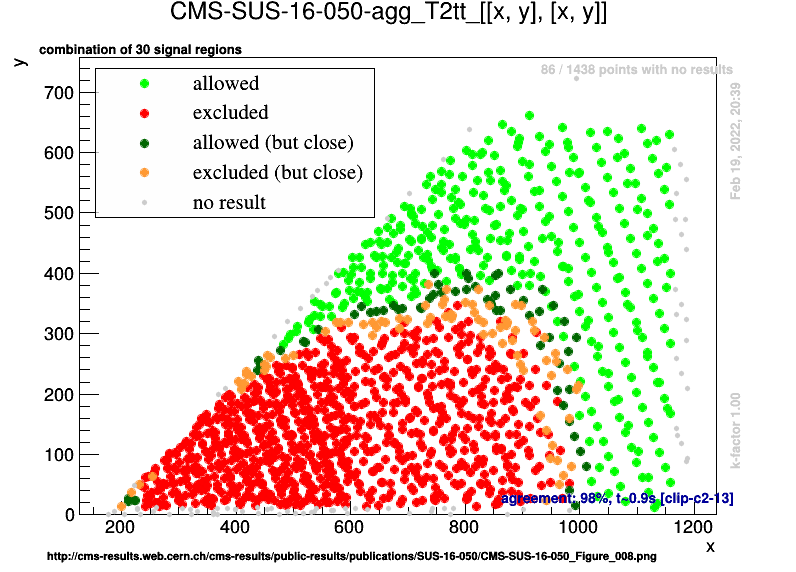 CMS-SUS-16-050-agg_T2tt_[[x, y], [x, y]]
combination of 30 signal regions
y
86 / 1438 points with no results
allowed
excluded
allowed (but close)
excluded (but close)
no result
700
600
500
400
300
200
100
0
Feb 19, 2022, 20:39
k-factor 1.00
agreement: 98%, t~0.9s [clip-c2-13]
200 400 600 800 1000 1200
x
http://cms-results.web.cern.ch/cms-results/public-results/publications/SUS-16-050/CMS-SUS-16-050_Figure_008.png